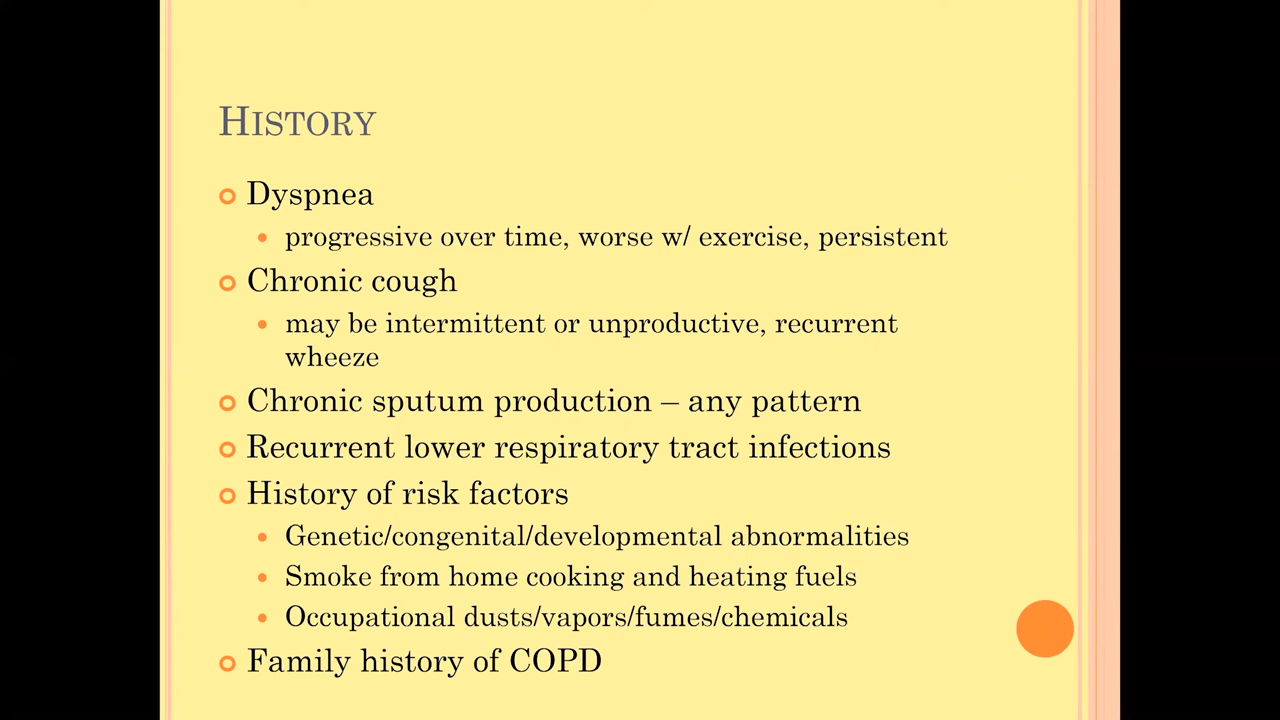 HISTORY
Dyspnea
progressive over time, worse w/ exercise, persistent
Chronic cough
may be intermittent or unproductive, recurrent
wheeze
Chronic sputum production – any pattern
Recurrent lower respiratory tract infections
History of risk factors
Genetic/congenital/developmental abnormalities
Smoke from home cooking and heating fuels
Occupational dusts/vapors/fumes/chemicals
Family history of COPD